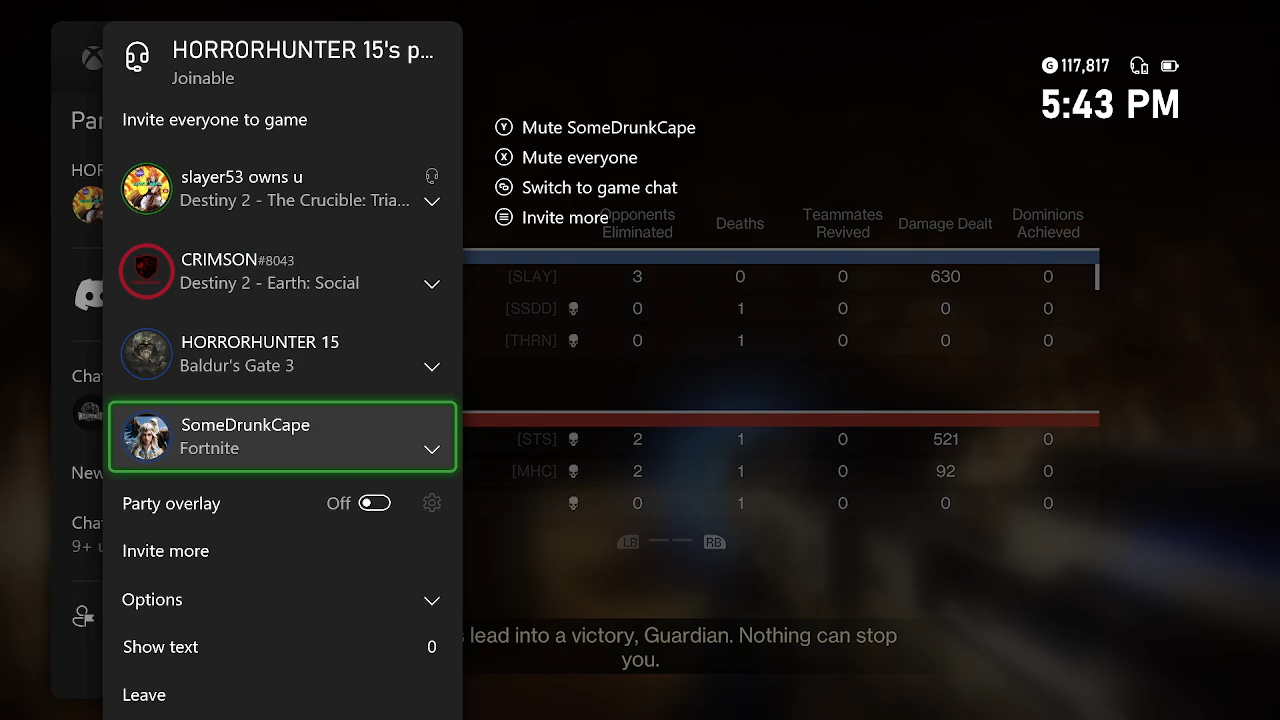 HORRORHUNTER 15's p...
Joinable
Invite everyone to game
slayer53 owns u
Destiny 2 - The Crucible: Tria...
CRIMSON#8043
Destiny 2 - Earth: Social
HORRORHUNTER 15
Baldur's Gate 3
SomeDrunkCape
Fortnite
Party overlay Off
Invite more
Options
Show text 0
Leave
Par
HOR
Chat
New
Cha
9+ u
Y Mute SomeDrunkCape
X Mute everyone
Switch to game chat
Invite more
G 117,817
5:43 PM
Opponents Eliminated Deaths Teammates Revived Damage Dealt Dominions Achieved
[SLAY] 3 0 0 630 0
[SSDD] 0 1 0 0 0
[THRN] 0 1 0 0 0
[STS] 2 1 0 521 0
[MHC] 2 1 0 92 0
0 1 0 0 0
LB RB
lead into a victory, Guardian. Nothing can stop
you.